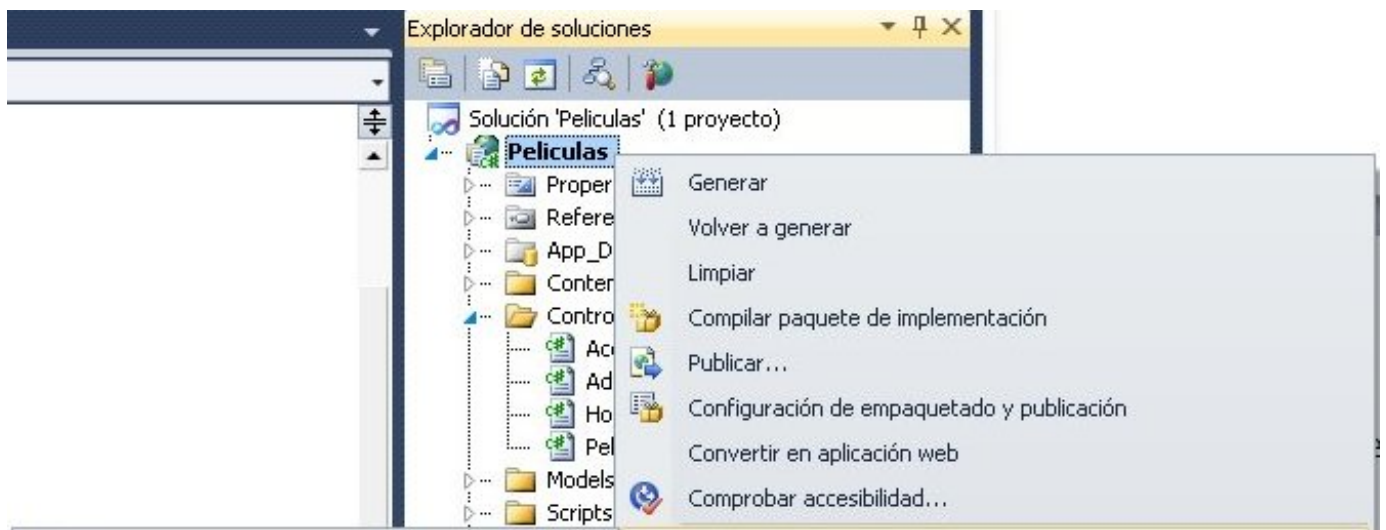 Explorador de soluciones
Solución 'Peliculas' (1 proyecto)
Peliculas
Proper
Refere
App_D
Conter
Contro
Acc
Ad
Ho
Pel
Models
Scripts
Generar
Volver a generar
Limpiar
Compilar paquete de implementación
Publicar...
Configuración de empaquetado y publicación
Convertir en aplicación web
Comprobar accesibilidad...